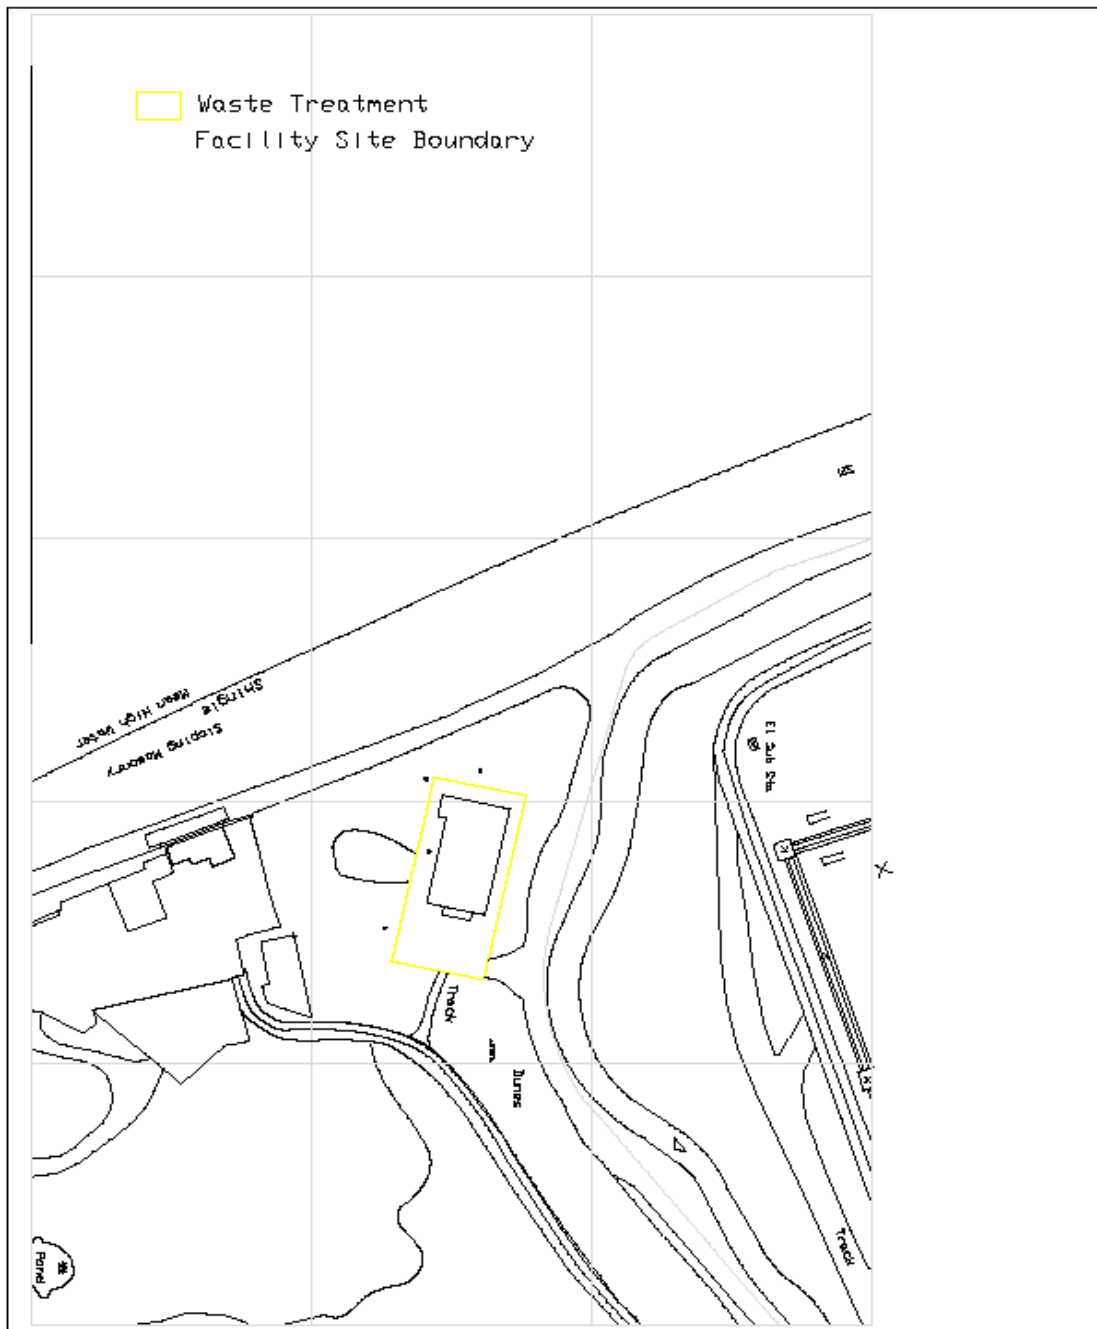 Waste Treatment
Facility Site Boundary
Shingle
Mean High Water
Sloping Masonry
El Sub Sta
Track
Dunes
Track
Pond